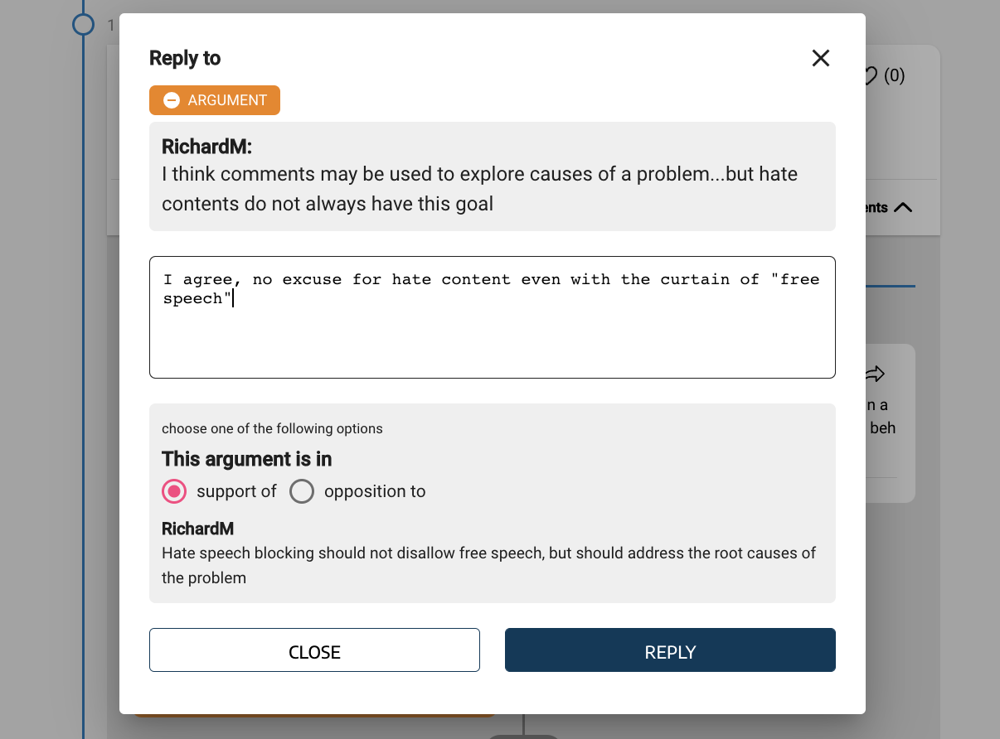 1
Reply to
ARGUMENT
(0)
RichardM:
I think comments may be used to explore causes of a problem...but hate
contents do not always have this goal
ents
I agree, no excuse for hate content even with the curtain of "free
speech"
n a
beh
choose one of the following options
This argument is in
support of
opposition to
RichardM
Hate speech blocking should not disallow free speech, but should address the root causes of
the problem
CLOSE
REPLY